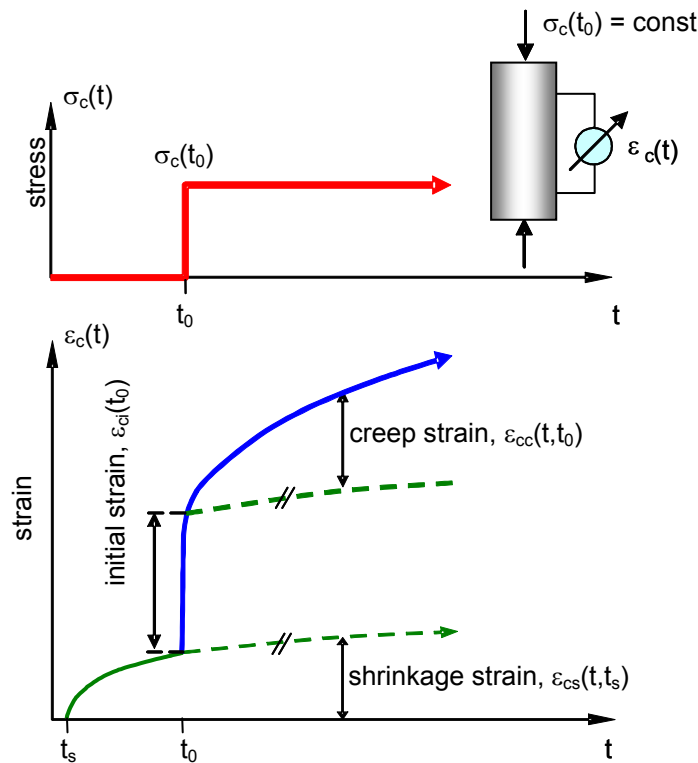 σc(t0) = const
σc(t)
σc(t0)
εc(t)
stress
t0
t
εc(t)
creep strain, εcc(t,t0)
initial strain, εci(t0)
strain
shrinkage strain, εcs(t,ts)
ts
t0
t